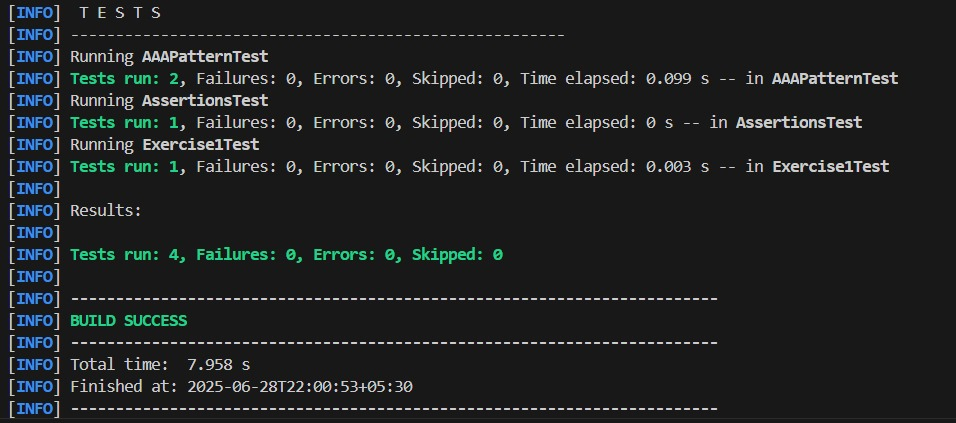 [INFO]  T E S T S
[INFO] -------------------------------------------------------
[INFO] Running AAAPatternTest
[INFO] Tests run: 2, Failures: 0, Errors: 0, Skipped: 0, Time elapsed: 0.099 s -- in AAAPatternTest
[INFO] Running AssertionsTest
[INFO] Tests run: 1, Failures: 0, Errors: 0, Skipped: 0, Time elapsed: 0 s -- in AssertionsTest
[INFO] Running Exercise1Test
[INFO] Tests run: 1, Failures: 0, Errors: 0, Skipped: 0, Time elapsed: 0.003 s -- in Exercise1Test
[INFO]
[INFO] Results:
[INFO]
[INFO] Tests run: 4, Failures: 0, Errors: 0, Skipped: 0
[INFO]
[INFO] ------------------------------------------------------------------------
[INFO] BUILD SUCCESS
[INFO] ------------------------------------------------------------------------
[INFO] Total time:  7.958 s
[INFO] Finished at: 2025-06-28T22:00:53+05:30
[INFO] ------------------------------------------------------------------------